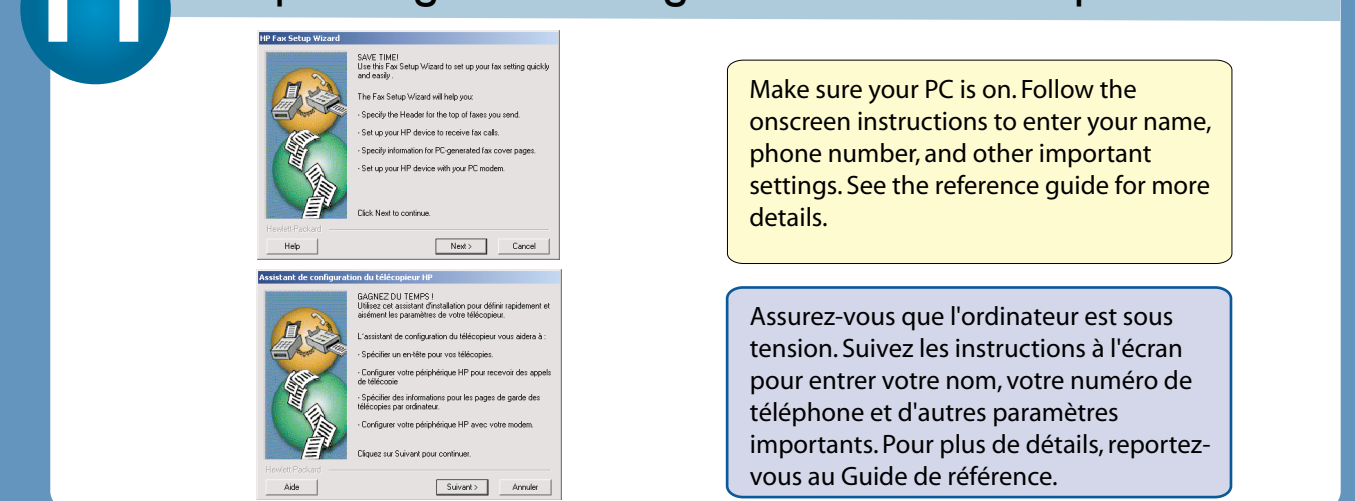 HP Fax Setup Wizard
SAVE TIME!
Use this Fax Setup Wizard to set up your fax setting quickly
and easily .
The Fax Setup Wizard will help you:
- Specify the Header for the top of faxes you send.
- Set up your HP device to receive fax calls.
- Specify information for PC-generated fax cover pages.
- Set up your HP device with your PC modem.
Click Next to continue.
Hewlett-Packard
Help
Next >
Cancel
Make sure your PC is on. Follow the
onscreen instructions to enter your name,
phone number, and other important
settings. See the reference guide for more
details.
Assistant de configuration du télécopieur HP
GAGNEZ DU TEMPS !
Utilisez cet assistant d'installation pour définir rapidement et
aisément les paramètres de votre télécopieur.
L'assistant de configuration du télécopieur vous aidera à :
- Spécifier un en-tête pour vos télécopies.
- Configurer votre périphérique HP pour recevoir des appels
de télécopie
- Spécifier des informations pour les pages de garde des
télécopies par ordinateur.
- Configurer votre périphérique HP avec votre modem.
Cliquez sur Suivant pour continuer.
Hewlett-Packard
Aide
Suivant >
Annuler
Assurez-vous que l'ordinateur est sous
tension. Suivez les instructions à l'écran
pour entrer votre nom, votre numéro de
téléphone et d'autres paramètres
importants. Pour plus de détails, reportez-
vous au Guide de référence.